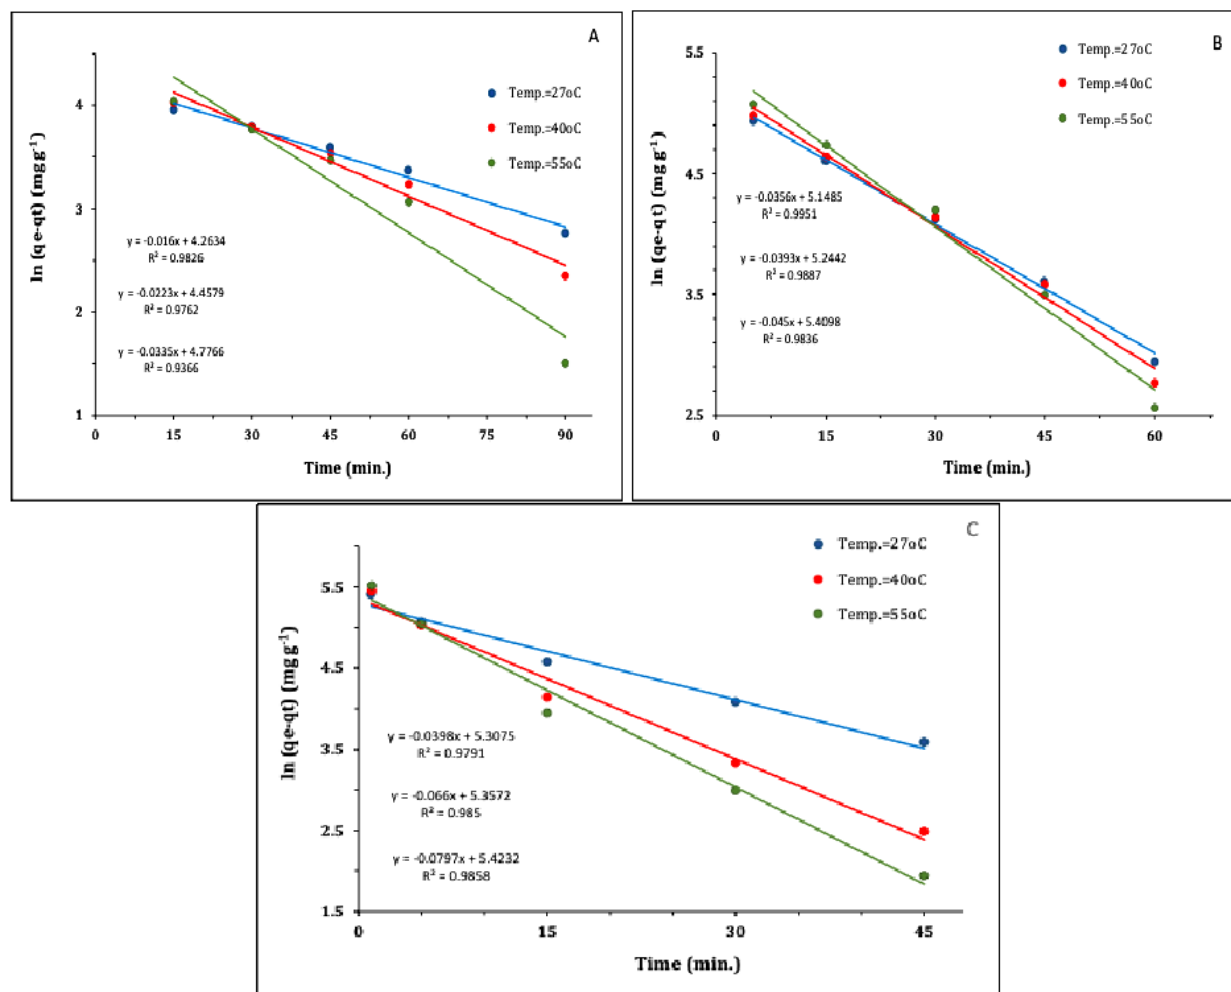 A
Temp.=27oC
Temp.=40oC
Temp.=55oC
ln (qe-qt) (mg g-1)
4
3
2
1
y = -0.016x + 4.2634
R² = 0.9826
y = -0.0223x + 4.4579
R² = 0.9762
y = -0.0335x + 4.7766
R² = 0.9366
0 15 30 45 60 75 90
Time (min.)
B
Temp.=27oC
Temp.=40oC
Temp.=55oC
ln (qe-qt) (mg g-1)
5.5
4.5
3.5
2.5
y = -0.0356x + 5.1485
R² = 0.9951
y = -0.0393x + 5.2442
R² = 0.9887
y = -0.045x + 5.4098
R² = 0.9836
0 15 30 45 60
Time (min.)
C
Temp.=27oC
Temp.=40oC
Temp.=55oC
ln (qe-qt) (mg g-1)
5.5
4.5
3.5
2.5
1.5
y = -0.0398x + 5.3075
R² = 0.9791
y = -0.066x + 5.3572
R² = 0.985
y = -0.0797x + 5.4232
R² = 0.9858
0 15 30 45
Time (min.)